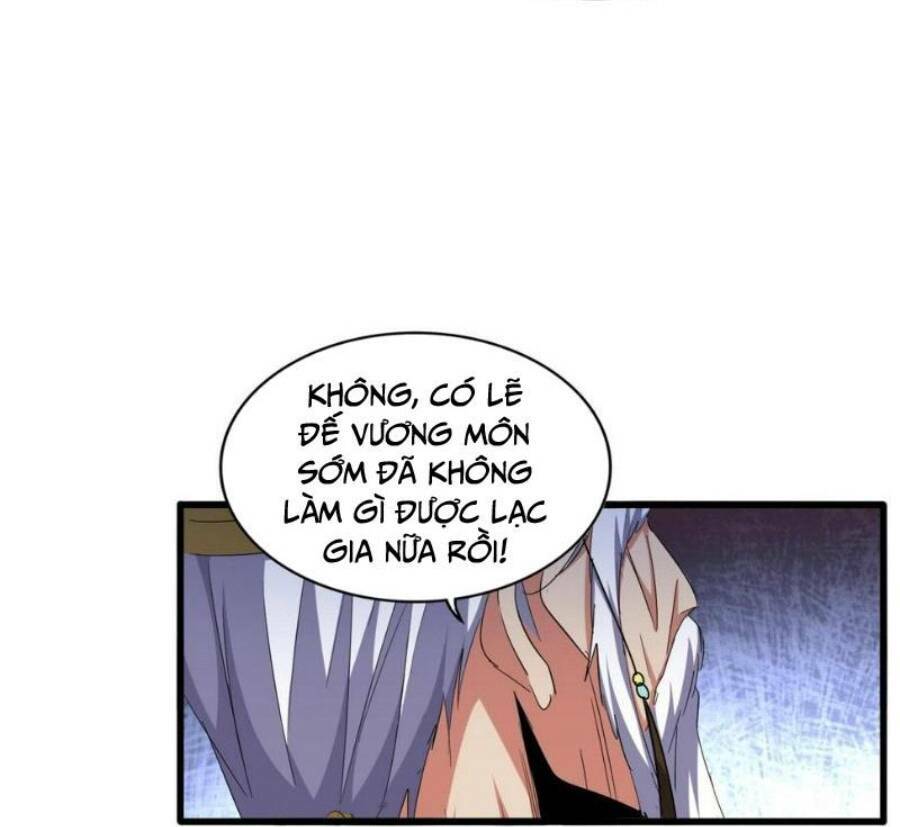 KHÔNG, CÓ LẼ
ĐẾ VƯƠNG MÔN
SỚM ĐÃ KHÔNG
LÀM GÌ ĐƯỢC LẠC
GIA NỮA RỒI!